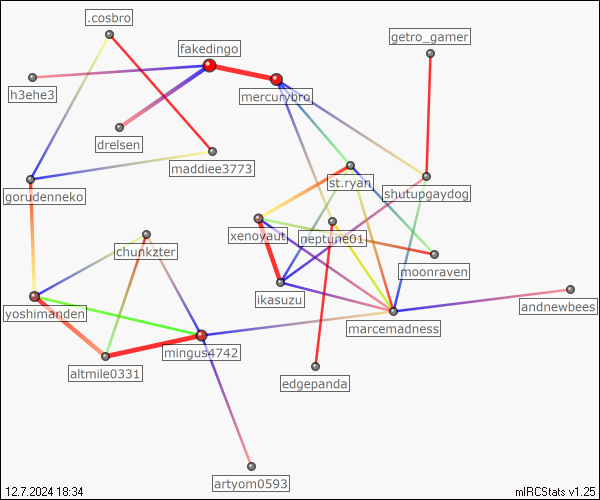 .cosbro
getro_gamer
fakedingo
h3ehe3
mercurybro
drelsen
maddiee3773
st.ryan
shutupgaydog
gorudenneko
xenoyaut
neptune01
chunkzter
moonraven
ikasuzu
andnewbees
yoshimanden
marcemadness
mingus4742
altmile0331
edgepanda
artyom0593
12.7.2024 18:34
mIRCStats v1.25